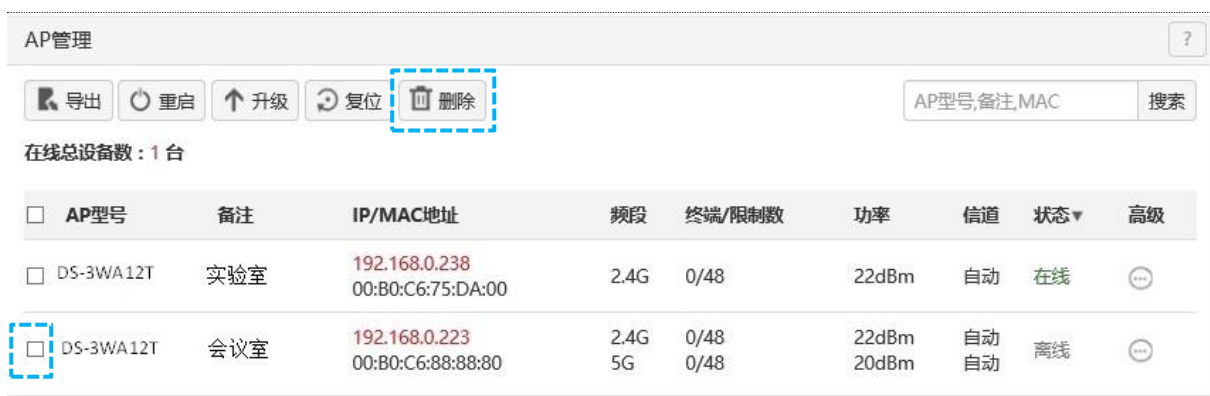 AP管理 ?
导出 重启 升级 复位 删除 AP型号,备注,MAC 搜索
在线总设备数：1 台
AP型号 备注 IP/MAC地址 频段 终端/限制数 功率 信道 状态▼ 高级
DS-3WA12T 实验室 192.168.0.238 2.4G 0/48 22dBm 自动 在线
00:B0:C6:75:DA:00
DS-3WA12T 会议室 192.168.0.223 2.4G 0/48 22dBm 自动 离线
00:B0:C6:88:88:80 5G 0/48 20dBm 自动